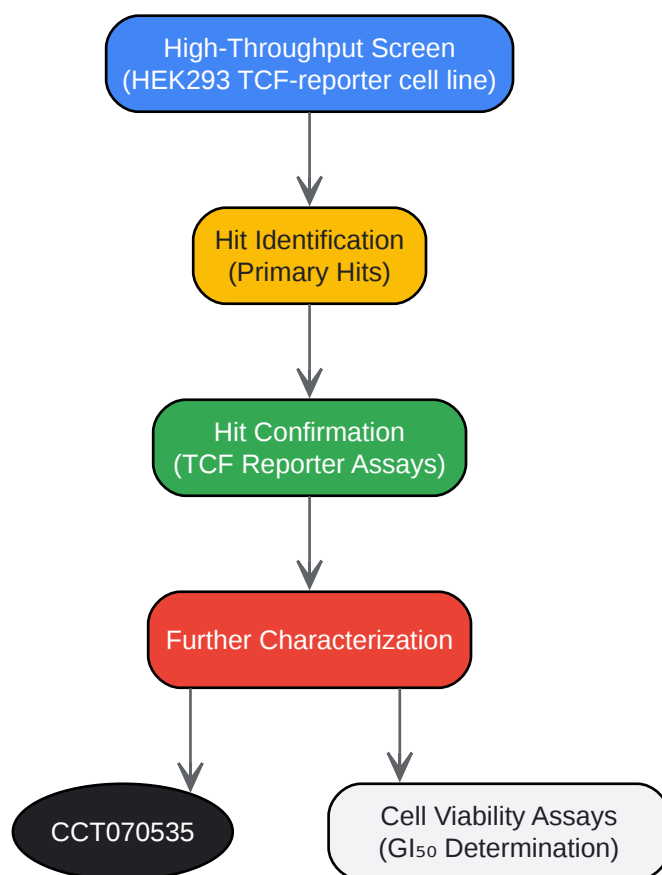 High-Throughput Screen
(HEK293 TCF-reporter cell line)
Hit Identification
(Primary Hits)
Hit Confirmation
(TCF Reporter Assays)
Further Characterization
CCT070535
Cell Viability Assays
(GI₅₀ Determination)